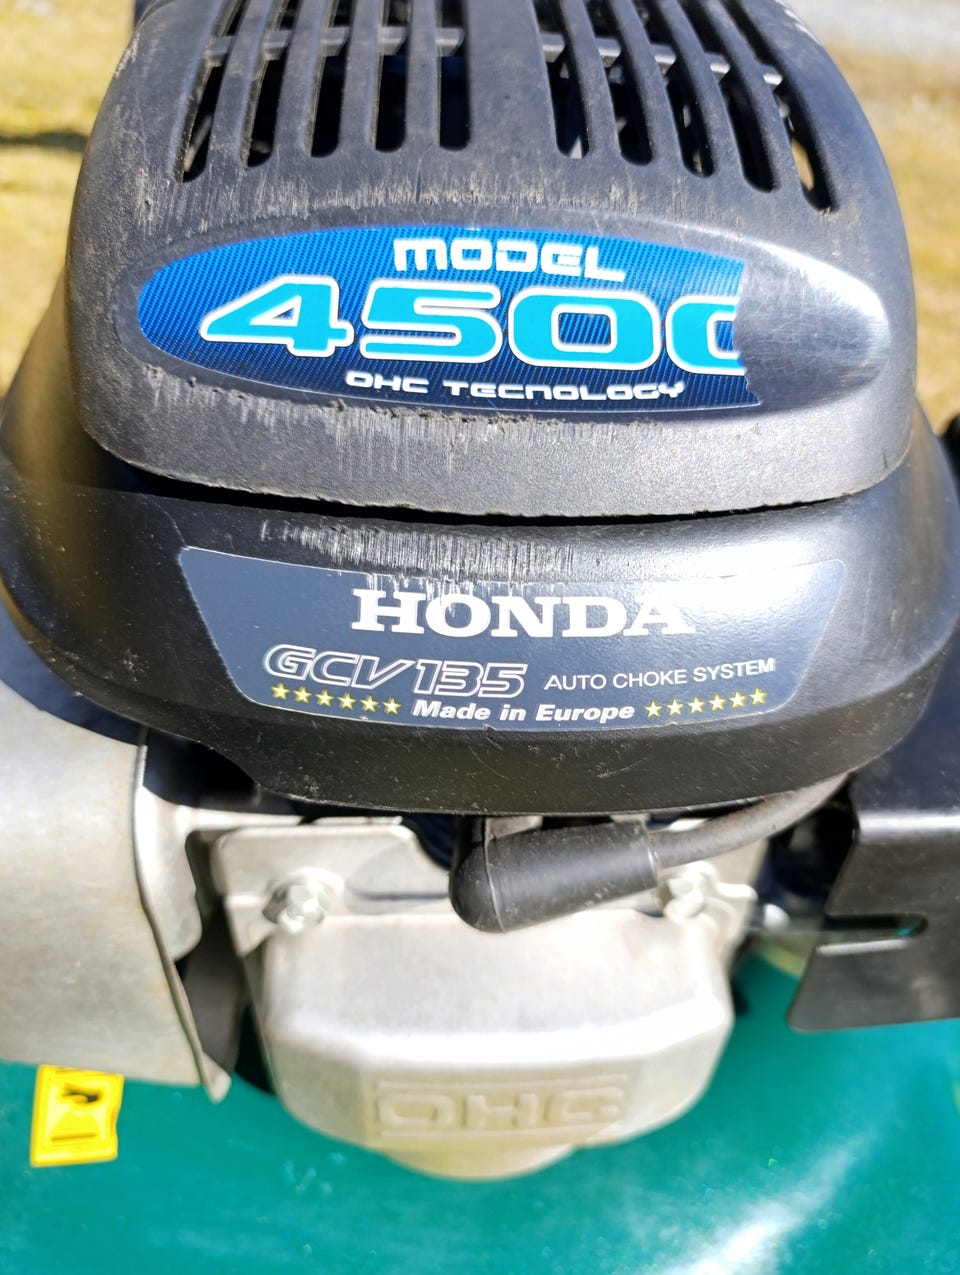 MODEL
4500
OHC TECNOLOGY
HONDA
GCV135 AUTO CHOKE SYSTEM
Made in Europe
OHC